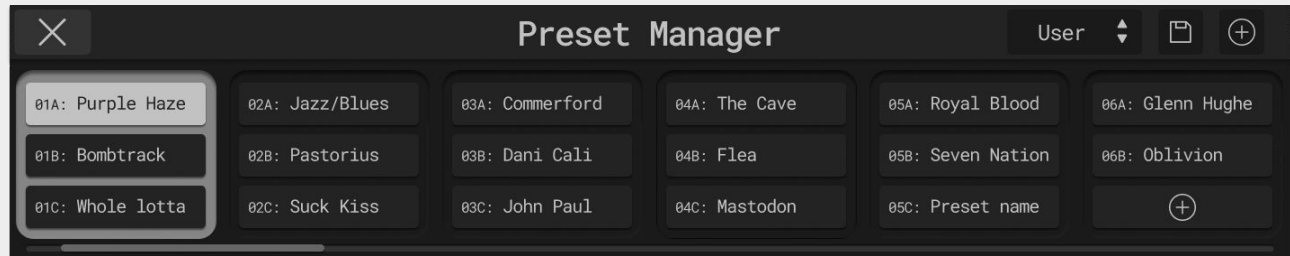 Preset Manager
User
01A: Purple Haze
02A: Jazz/Blues
03A: Commerford
04A: The Cave
05A: Royal Blood
06A: Glenn Hughe
01B: Bombtrack
02B: Pastorius
03B: Dani Cali
04B: Flea
05B: Seven Nation
06B: Oblivion
01C: Whole lotta
02C: Suck Kiss
03C: John Paul
04C: Mastodon
05C: Preset name